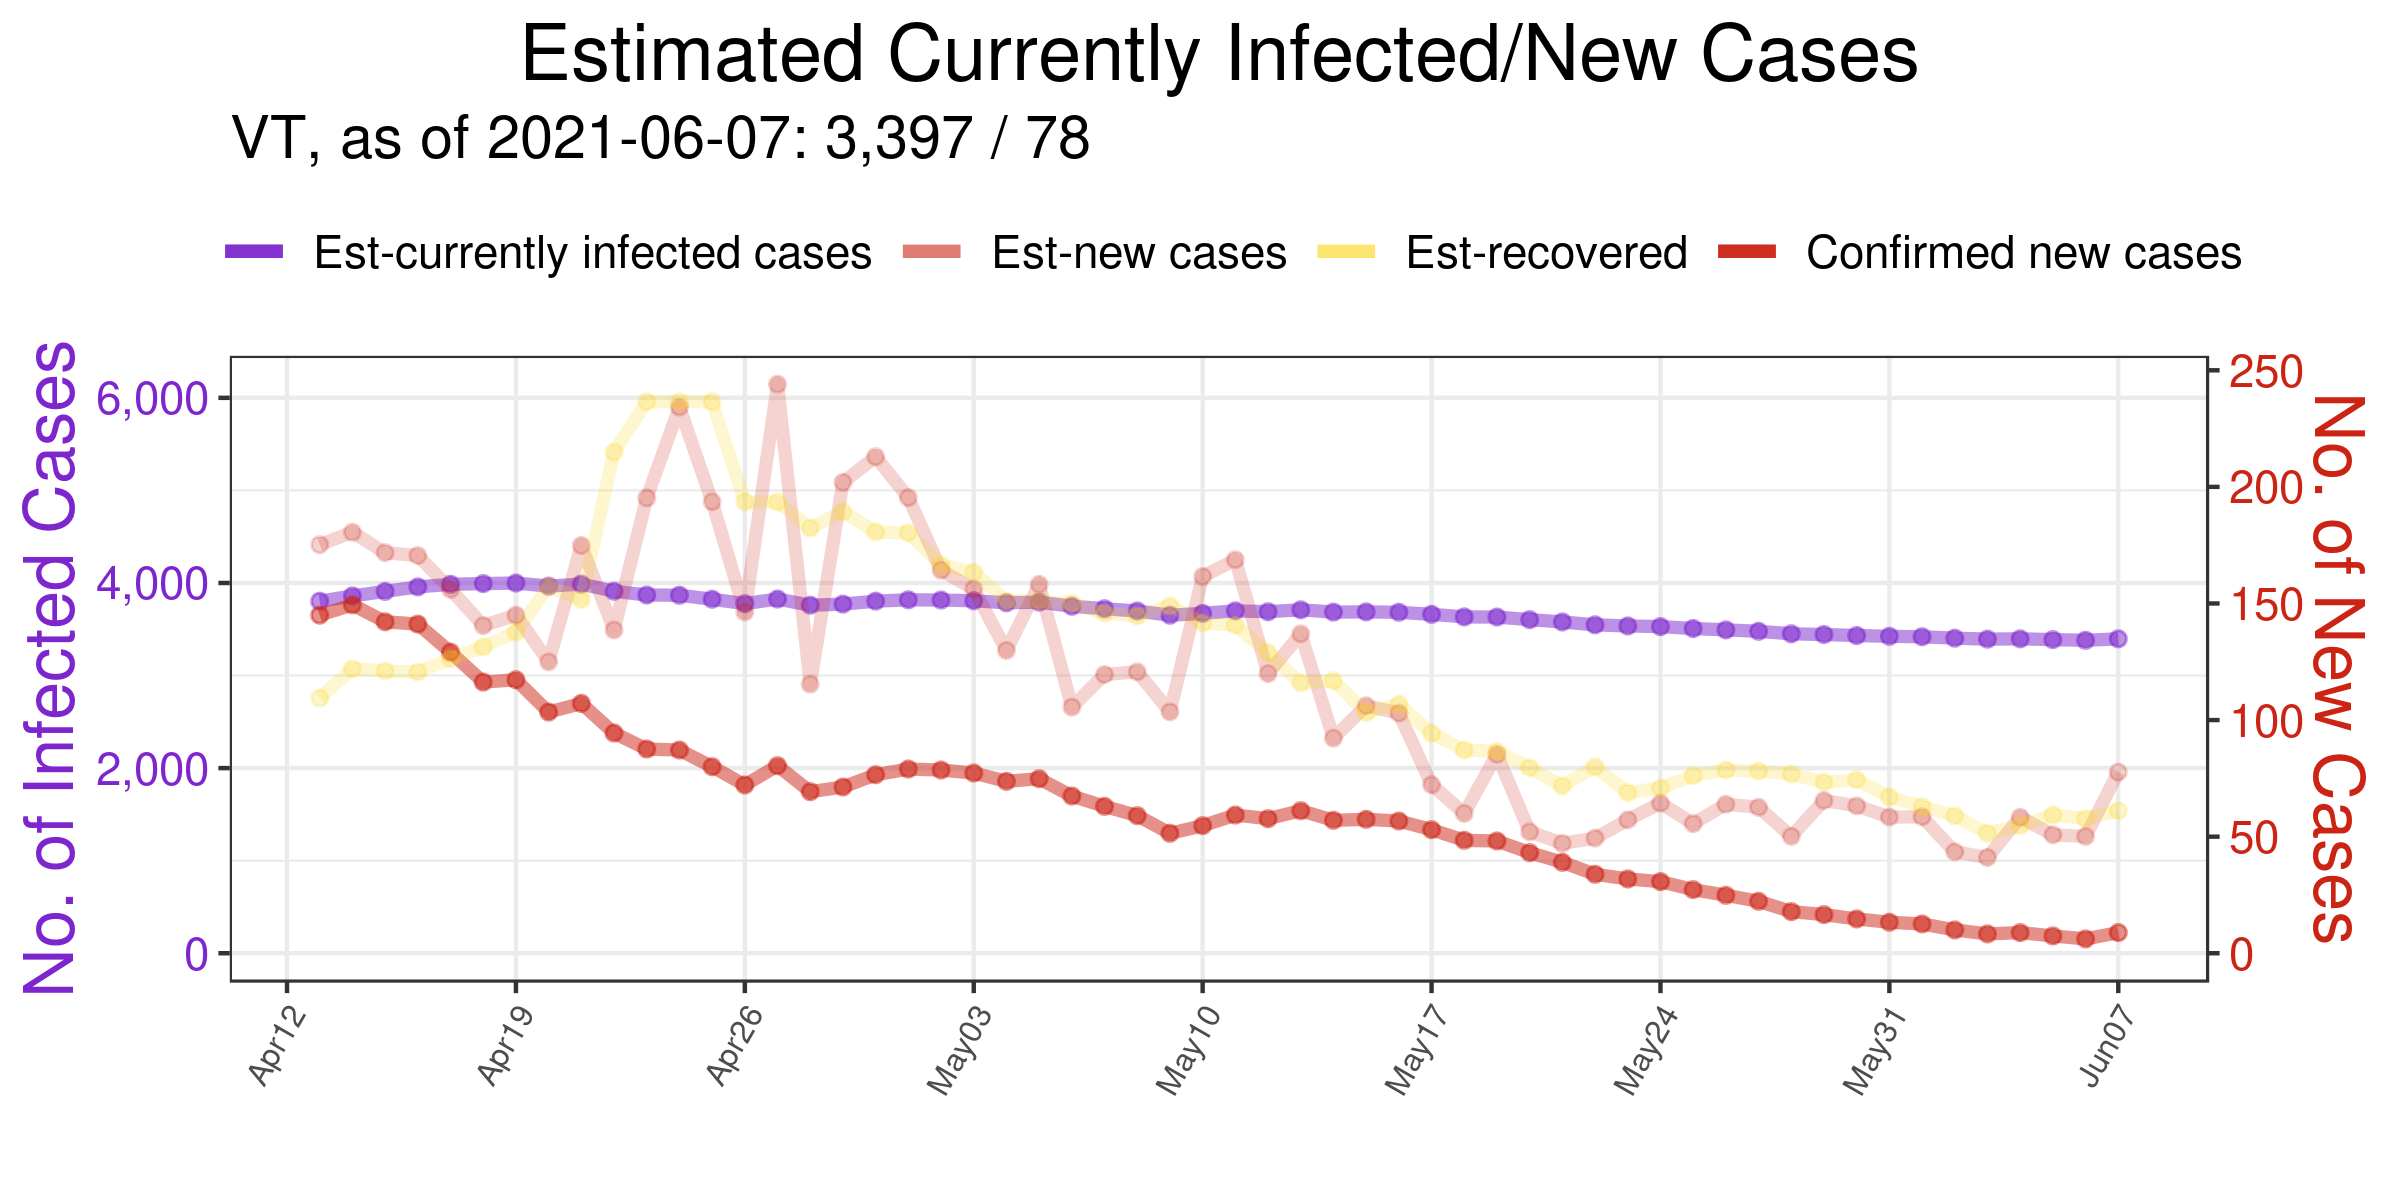 Estimated Currently Infected/New Cases
VT, as of 2021-06-07: 3,397 / 78
Est-currently infected cases
Est-new cases
Est-recovered
Confirmed new cases
No. of Infected Cases
6,000
4,000
2,000
0
250
200
150
100
50
0
No. of New Cases
Apr12
Apr19
Apr26
May03
May10
May17
May24
May31
Jun07